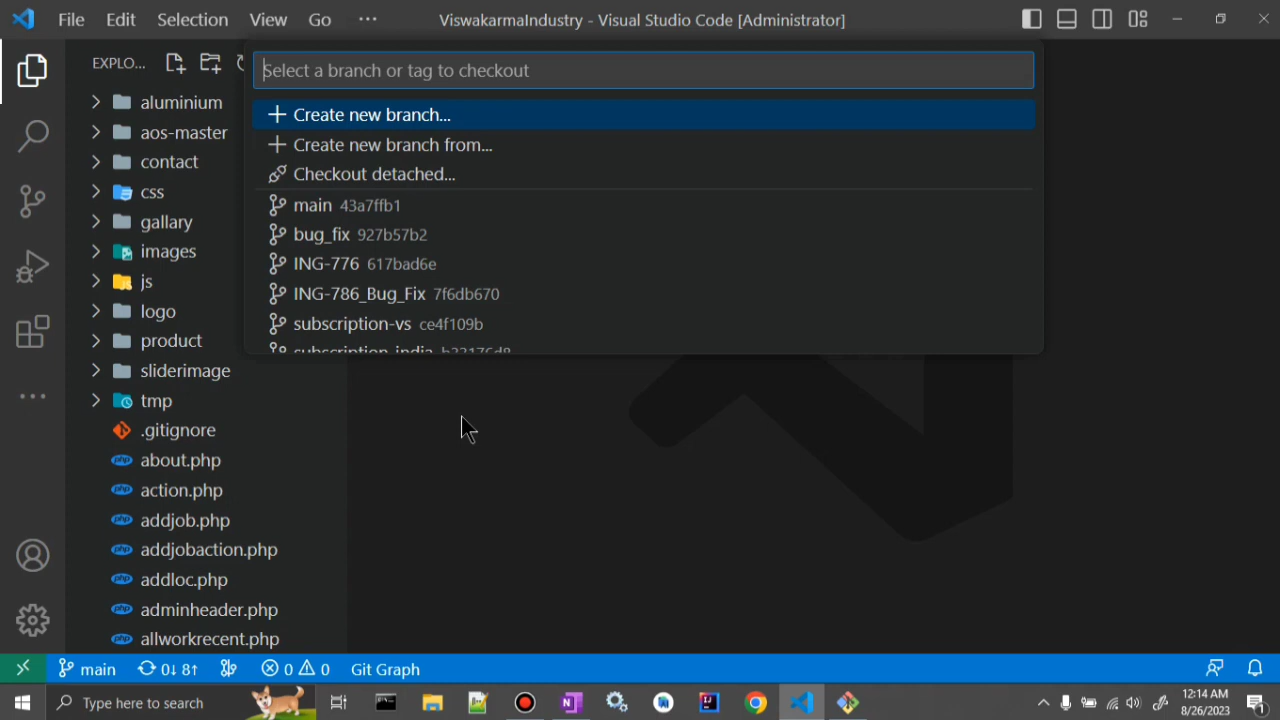 File Edit Selection View Go ··· ViswakarmaIndustry - Visual Studio Code [Administrator]
EXPLO...
Select a branch or tag to checkout
Create new branch...
Create new branch from...
Checkout detached...
main 43a7ffb1
bug_fix 927b57b2
ING-776 617bad6e
ING-786_Bug_Fix 7f6db670
subscription-vs ce4f109b
subscription_india b33176d8
aluminium
aos-master
contact
css
gallary
images
js
logo
product
sliderimage
tmp
.gitignore
about.php
action.php
addjob.php
addjobaction.php
addloc.php
adminheader.php
allworkrecent.php
main 0↓ 8↑ 0 0 Git Graph
Type here to search
12:14 AM
8/26/2023
1